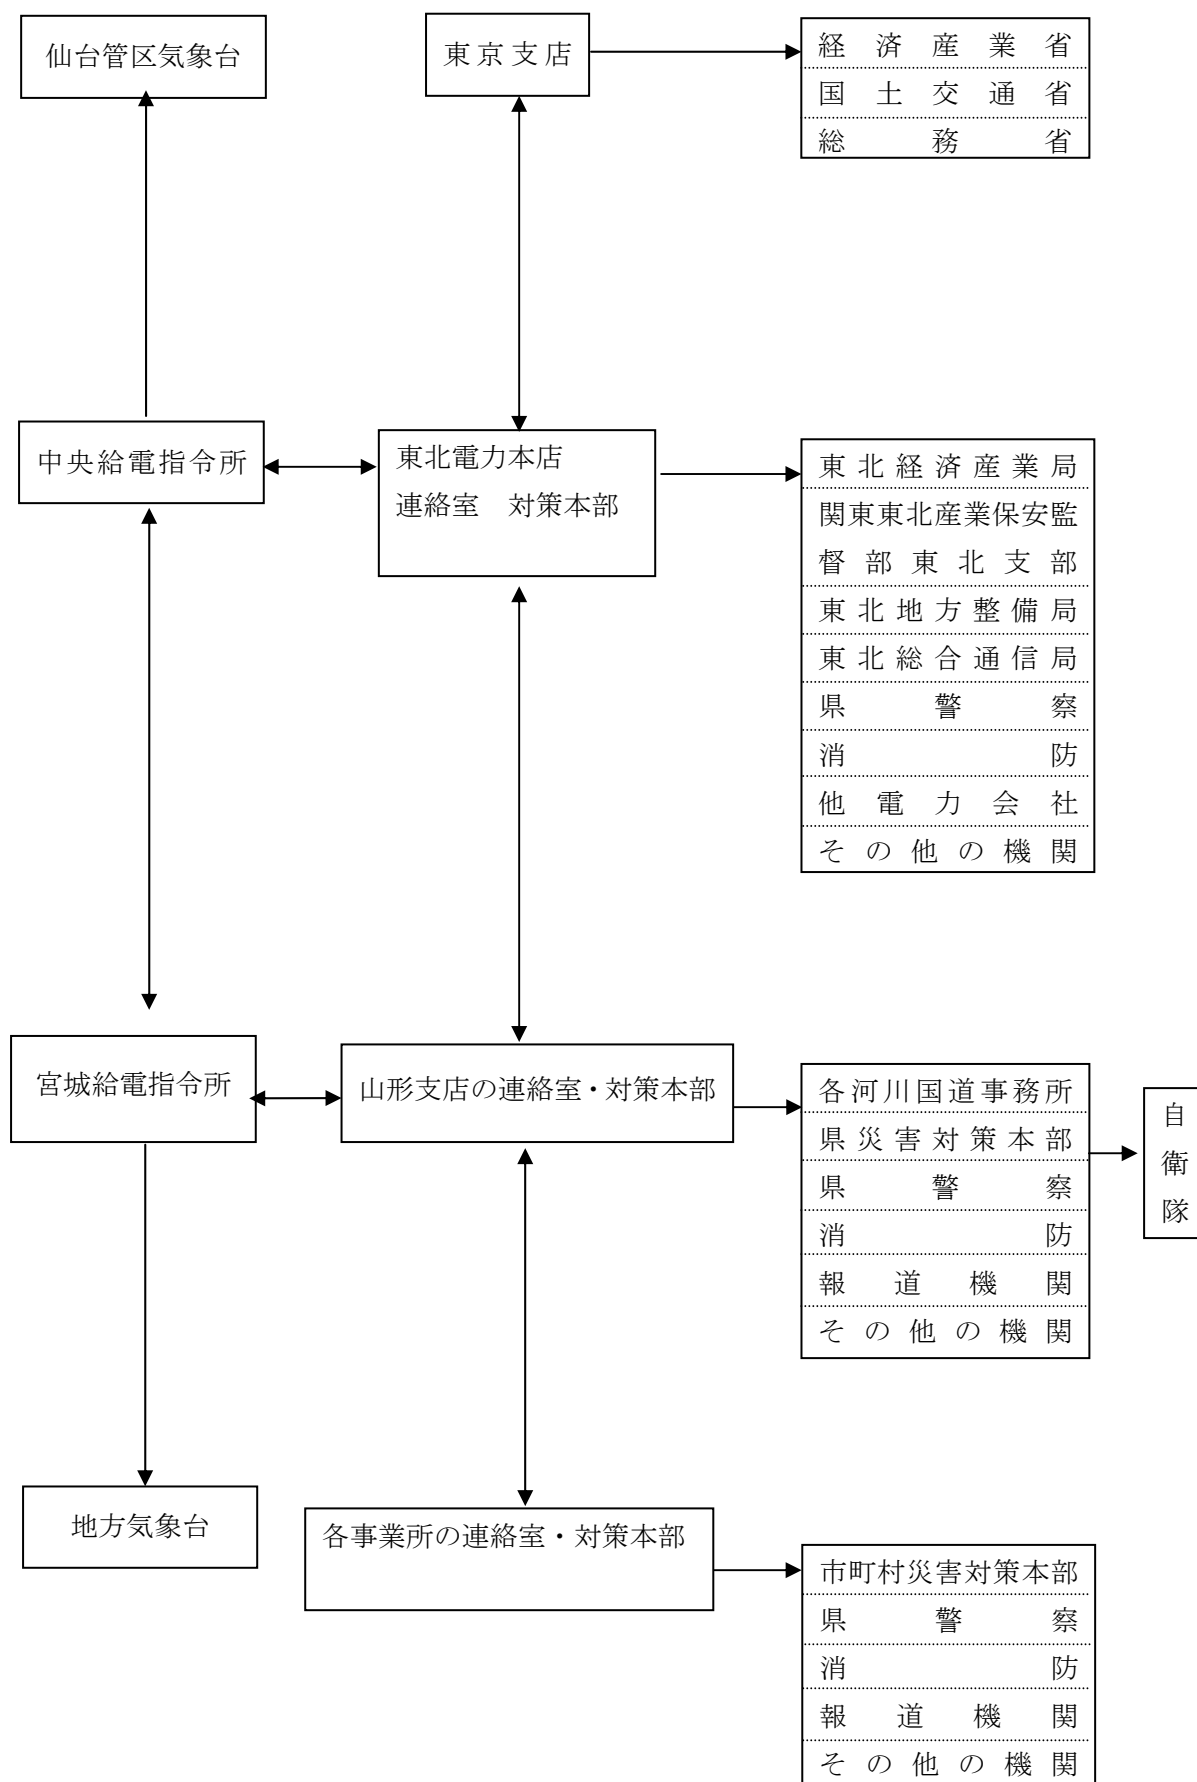 仙台管区気象台
東京支店
経済産業省
国土交通省
総務省
中央給電指令所
東北電力本店
連絡室　対策本部
東北経済産業局
関東東北産業保安監
督部東北支部
東北地方整備局
東北総合通信局
県警察
消防
他電力会社
その他の機関
宮城給電指令所
山形支店の連絡室・対策本部
各河川国道事務所
県災害対策本部
県警察
消防
報道機関
その他の機関
自
衛
隊
地方気象台
各事業所の連絡室・対策本部
市町村災害対策本部
県警察
消防
報道機関
その他の機関